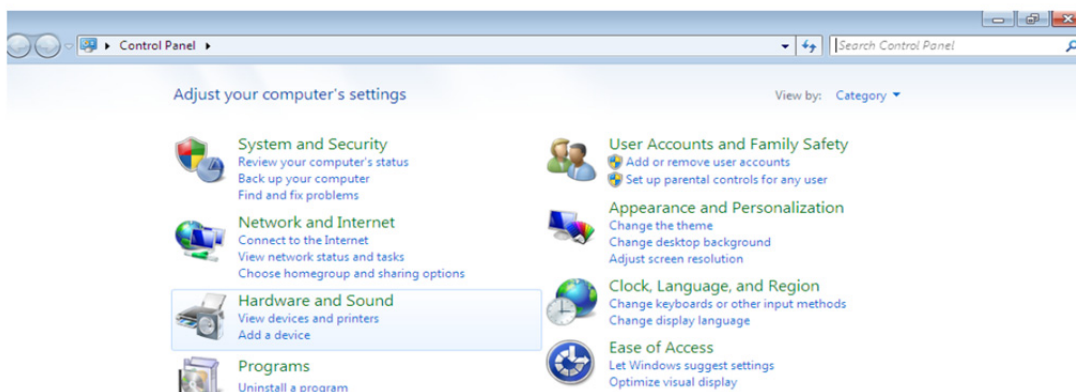 Control Panel
Search Control Panel
Adjust your computer's settings
View by: Category
System and Security
Review your computer's status
Back up your computer
Find and fix problems
Network and Internet
Connect to the Internet
View network status and tasks
Choose homegroup and sharing options
Hardware and Sound
View devices and printers
Add a device
Programs
Uninstall a program
User Accounts and Family Safety
Add or remove user accounts
Set up parental controls for any user
Appearance and Personalization
Change the theme
Change desktop background
Adjust screen resolution
Clock, Language, and Region
Change keyboards or other input methods
Change display language
Ease of Access
Let Windows suggest settings
Optimize visual display